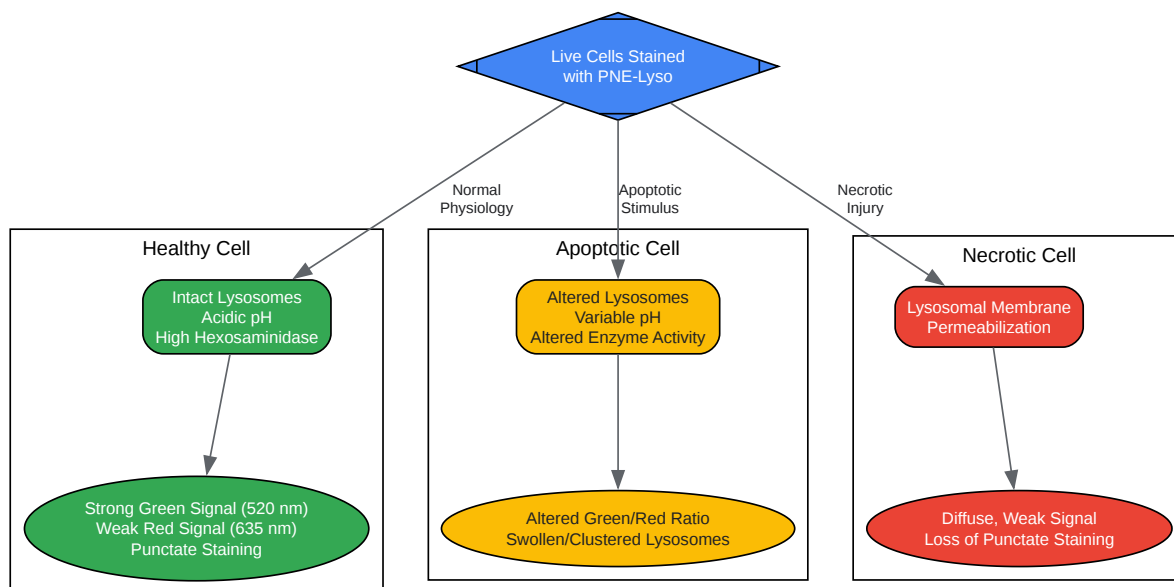 Live Cells Stained
with PNE-Lyso
Normal
Physiology
Apoptotic
Stimulus
Necrotic
Injury
Healthy Cell
Intact Lysosomes
Acidic pH
High Hexosaminidase
Strong Green Signal (520 nm)
Weak Red Signal (635 nm)
Punctate Staining
Apoptotic Cell
Altered Lysosomes
Variable pH
Altered Enzyme Activity
Altered Green/Red Ratio
Swollen/Clustered Lysosomes
Necrotic Cell
Lysosomal Membrane
Permeabilization
Diffuse, Weak Signal
Loss of Punctate Staining